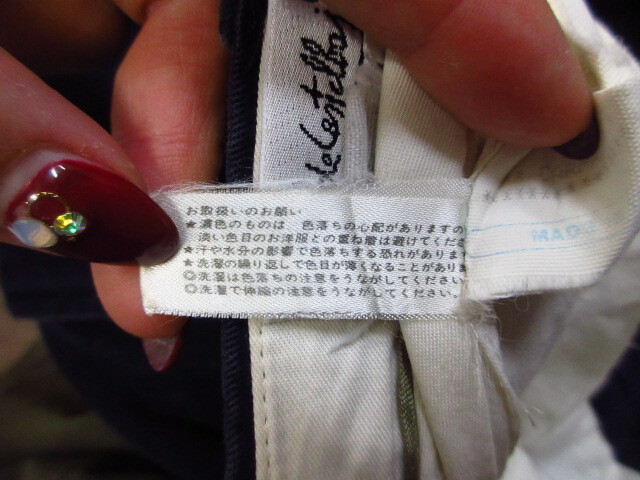 お取扱いのお願い
★濃色のものは、色落ちの心配がありますの
淡い色目のお洋服との重ね着は避けてくださ
★汗や水分の影響で色落ちする恐れがありま
★洗濯の繰り返しで色目が薄くなることがあり
◎洗濯は色落ちの注意をうながしてください
◎洗濯で伸縮の注意をうながしてください
MADE